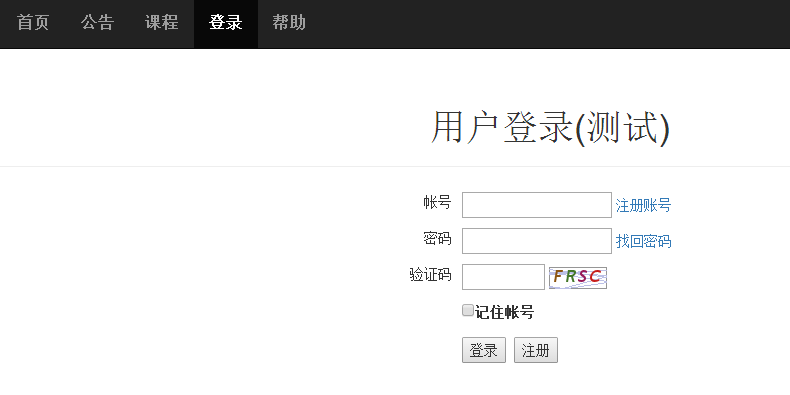 首页 公告 课程 登录 帮助
用户登录(测试)
帐号 注册账号
密码 找回密码
验证码 FRSC
记住帐号
登录 注册